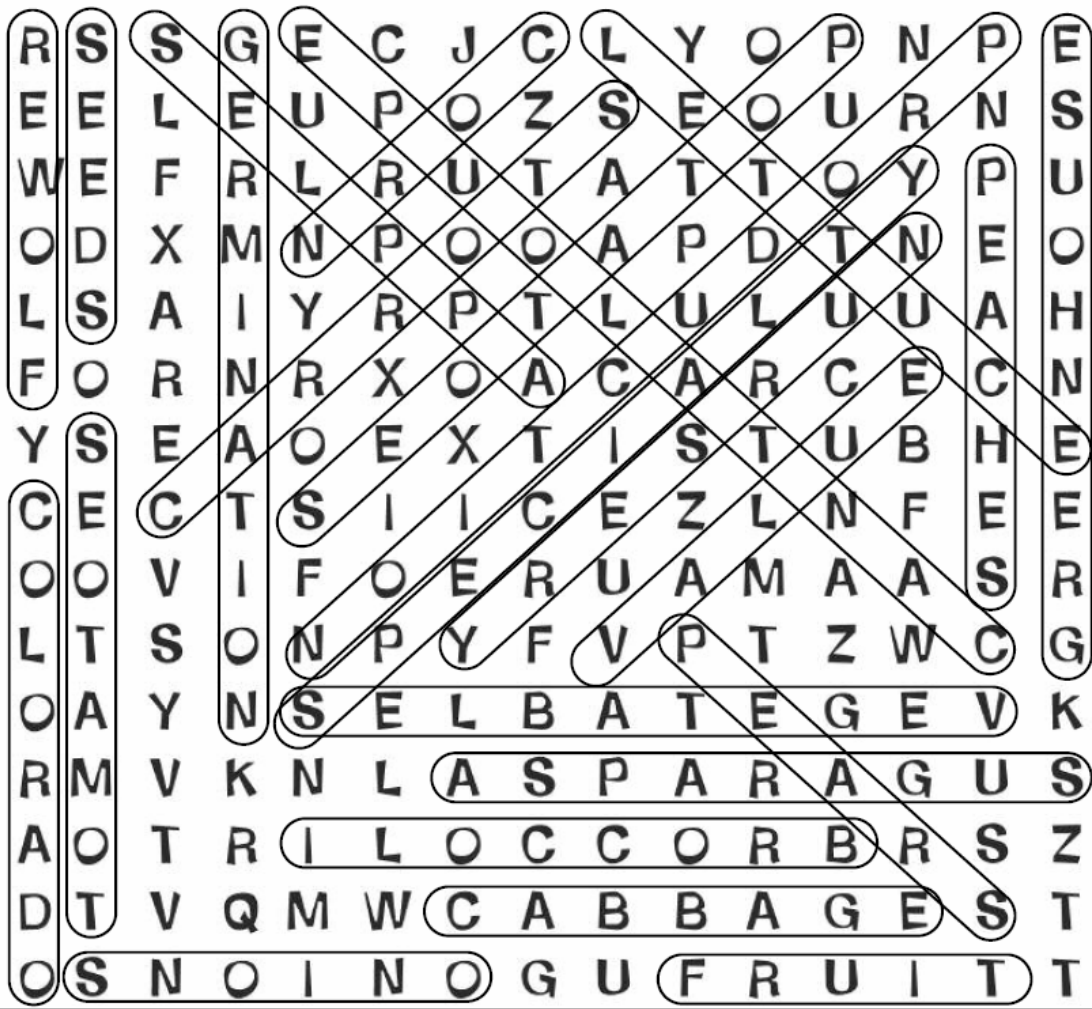 R S S G E C J C L Y O P N P E
E E L E U P O Z S E O U R N S
W E F R L R U T A T T O Y P U
O D X M N P O O A P D T N E O
L S A I Y R P T L U L U U A H
F O R N R X O A C A R C E C N
Y S E A O E X T I S T U B H E
C E C T S I I C E Z L N F E E
O O V I F O E R U A M A A S R
L T S O N P Y F V P T Z W C G
O A Y N S E L B A T E G E V K
R M V K N L A S P A R A G U S
A O T R I L O C C O R B R S Z
D T V Q M W C A B B A G E S T
O S N O I N O G U F R U I T T